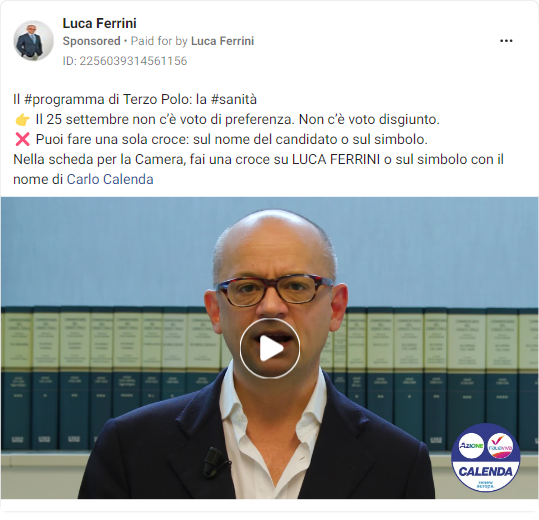 Luca Ferrini
Sponsored • Paid for by Luca Ferrini
ID: 2256039314561156
Il #programma di Terzo Polo: la #sanità
👉 Il 25 settembre non c’è voto di preferenza. Non c’è voto disgiunto.
❌ Puoi fare una sola croce: sul nome del candidato o sul simbolo.
Nella scheda per la Camera, fai una croce su LUCA FERRINI o sul simbolo con il
nome di Carlo Calenda
AZIONE
ITALIA VIVA
CALENDA
renew
europe.